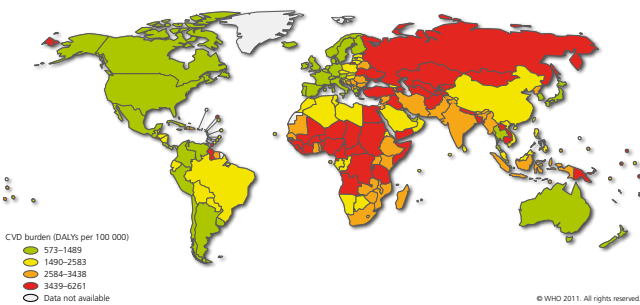 CVD burden (DALYs per 100 000)
573–1489
1490–2583
2584–3438
3439–6261
Data not available
© WHO 2011. All rights reserved.